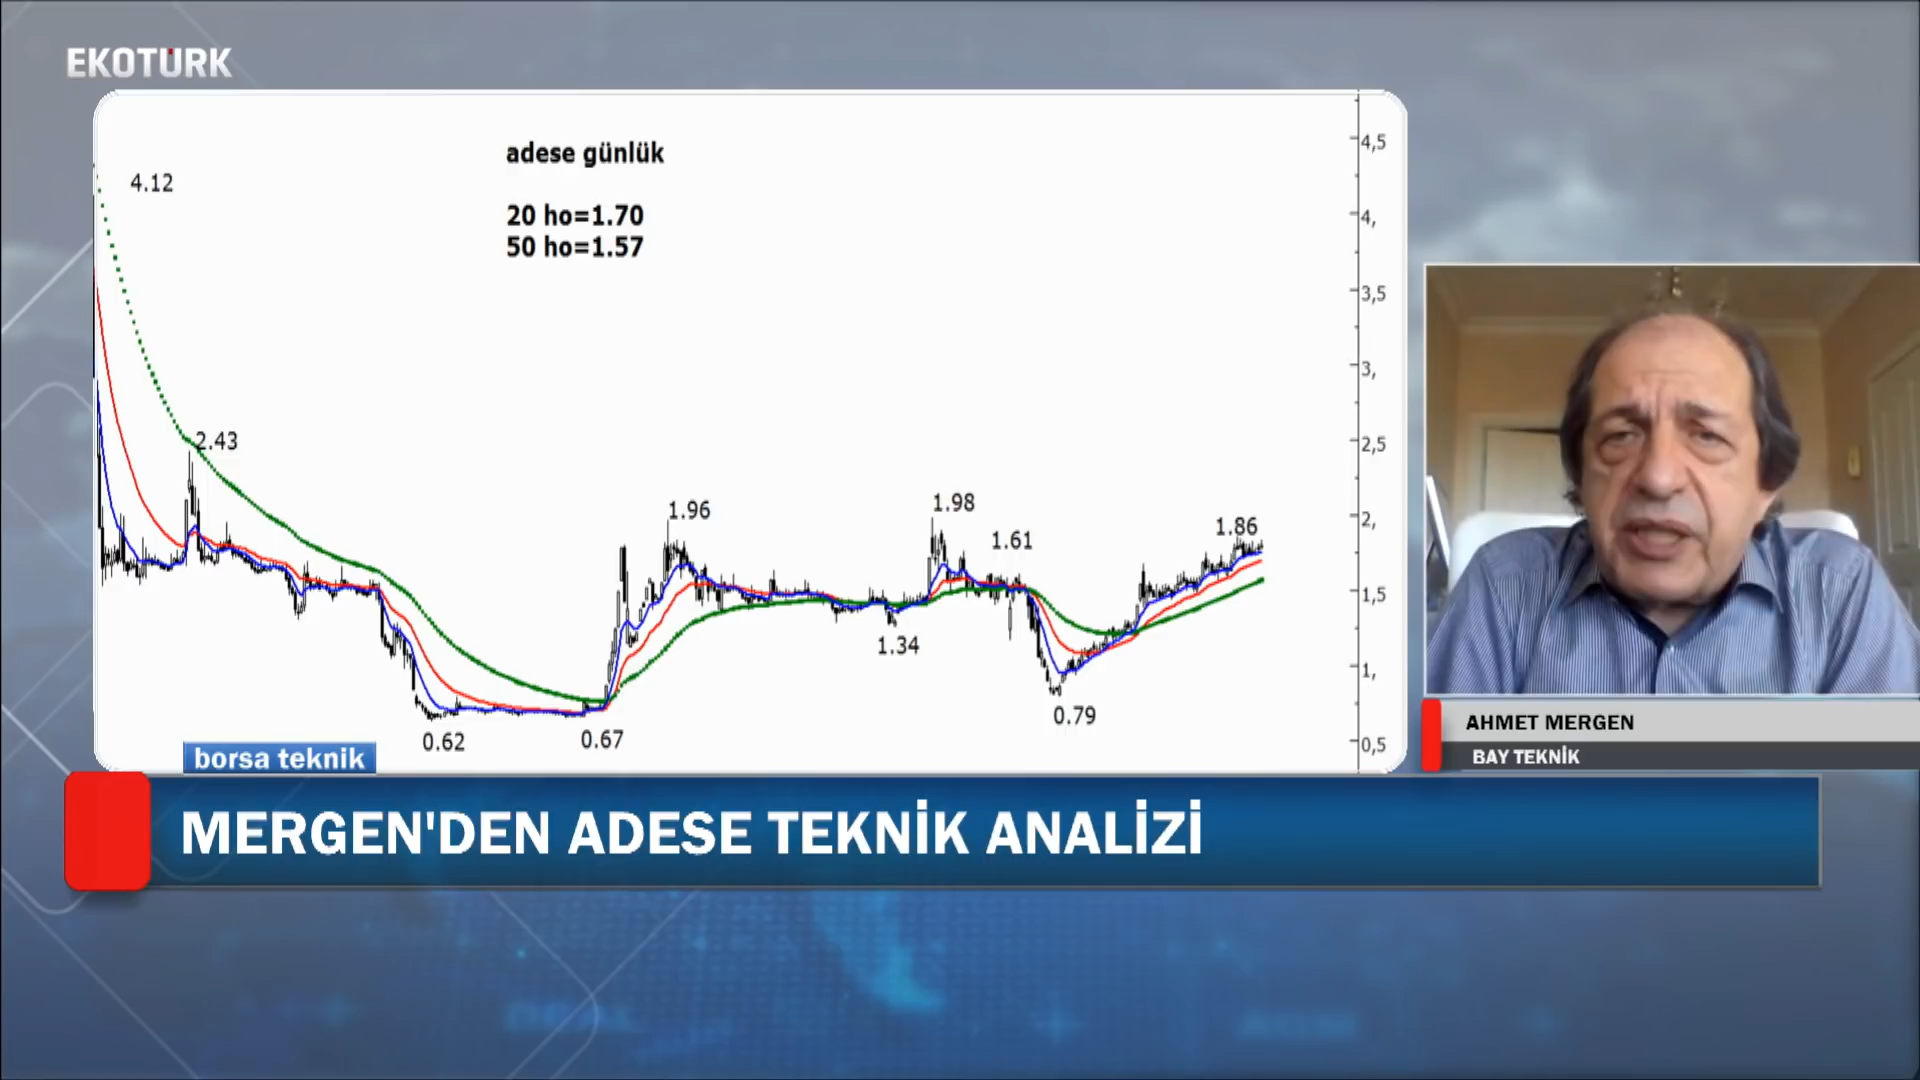 EKOTÜRK
adese günlük
20 ho=1.70
50 ho=1.57
4.12
2.43
1.96
1.98
1.61
1.86
1.34
0.62
0.67
0.79
4,5
4,
3,5
3,
2,5
2,
1,5
1,
0,5
AHMET MERGEN
BAY TEKNİK
borsa teknik
MERGEN'DEN ADESE TEKNİK ANALİZİ